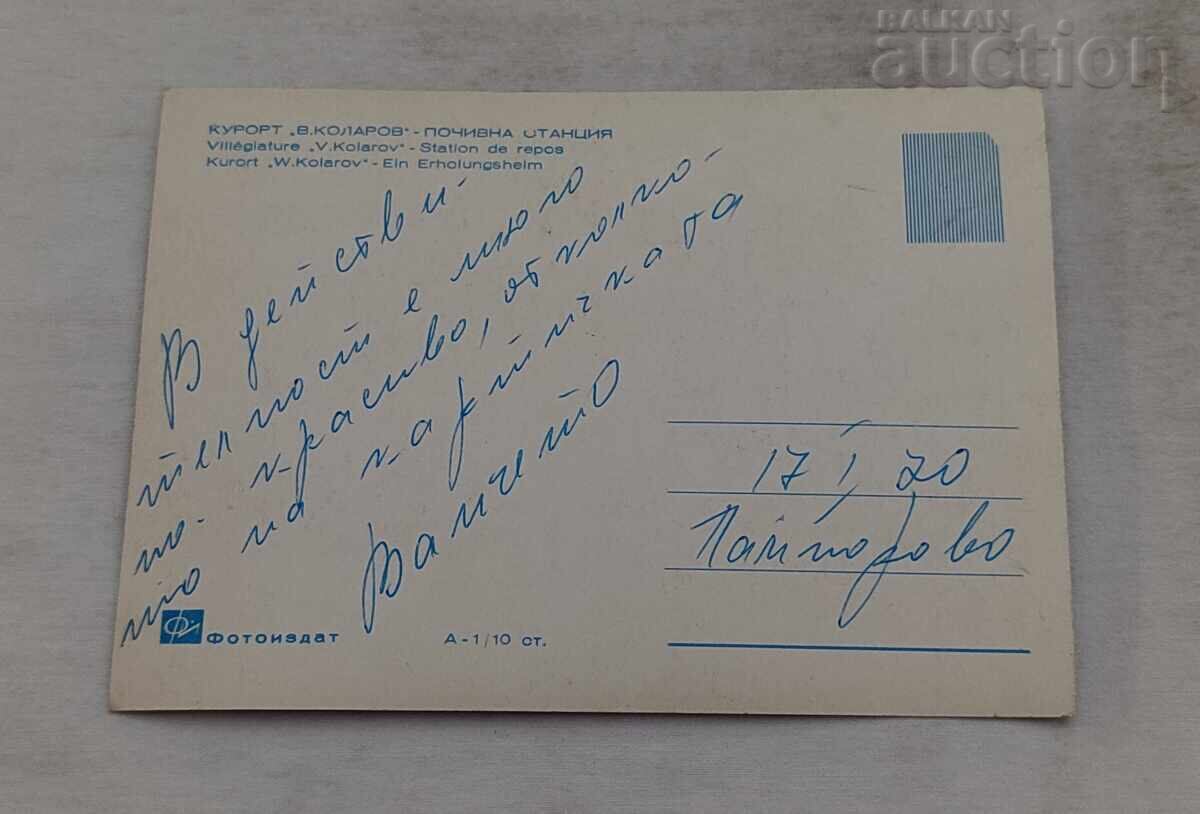 BALKAN
auction
КУРОРТ „В.КОЛАРОВ" - ПОЧИВНА СТАНЦИЯ
Villégiature „V.Kolarov" - Station de repos
Kurort "W.Kolarov" - Ein Erholungsheim
В действи-
телност е много
по-красиво, отколко-
то на картичката
Ванчето
17 I, 70
Пампорово
ФОТОИЗДАТ
А-1/10 ст.